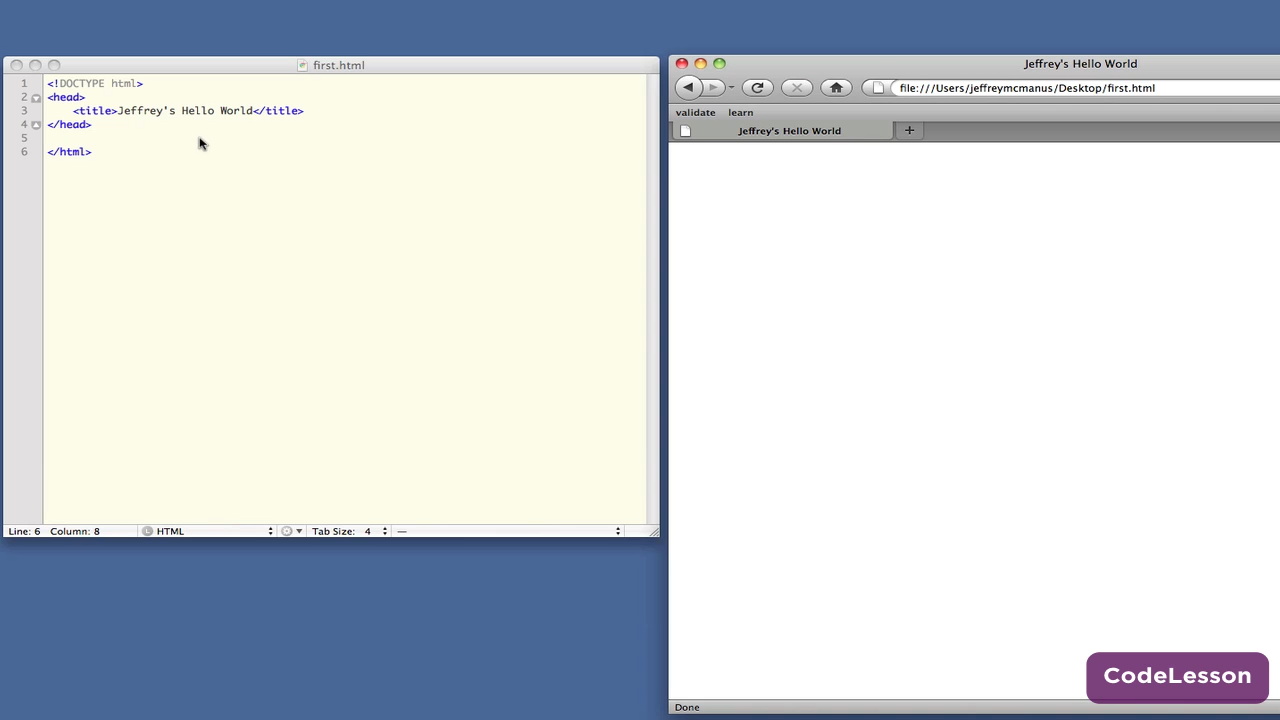 first.html
1 <!DOCTYPE html>
2 <head>
3 <title>Jeffrey's Hello World</title>
4 </head>
5
6 </html>
Line: 6 Column: 8 L HTML Tab Size: 4 —
Jeffrey's Hello World
file:///Users/jeffreymcmanus/Desktop/first.html
validate learn
Jeffrey's Hello World +
CodeLesson
Done